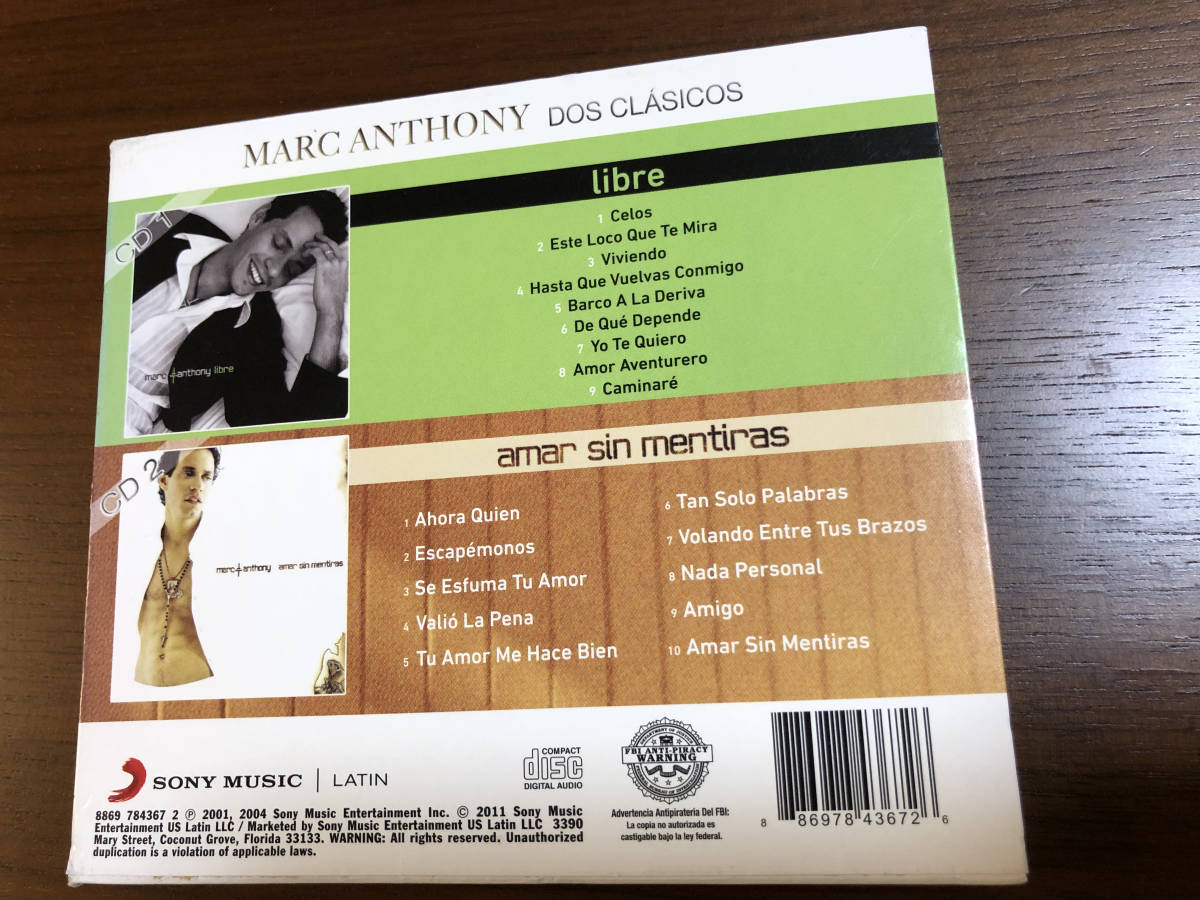 MARC ANTHONY DOS CLÁSICOS
CD 1
marc anthony libre
libre
1 Celos
2 Este Loco Que Te Mira
3 Viviendo
4 Hasta Que Vuelvas Conmigo
5 Barco A La Deriva
6 De Qué Depende
7 Yo Te Quiero
8 Amor Aventurero
9 Caminaré
CD 2
marc anthony amar sin mentiras
amar sin mentiras
1 Ahora Quien
2 Escapémonos
3 Se Esfuma Tu Amor
4 Valió La Pena
5 Tu Amor Me Hace Bien
6 Tan Solo Palabras
7 Volando Entre Tus Brazos
8 Nada Personal
9 Amigo
10 Amar Sin Mentiras
SONY MUSIC | LATIN
8869 784367 2 ℗ 2001, 2004 Sony Music Entertainment Inc. © 2011 Sony Music
Entertainment US Latin LLC / Marketed by Sony Music Entertainment US Latin LLC 3390
Mary Street, Coconut Grove, Florida 33133. WARNING: All rights reserved. Unauthorized
duplication is a violation of applicable laws.
COMPACT
disc
DIGITAL AUDIO
DEPARTMENT OF JUSTICE
FBI ANTI-PIRACY
WARNING
FEDERAL BUREAU OF INVESTIGATION
Advertencia Antipirateria Del FBI:
La copia no autorizada es
castigable bajo la ley federal.
8 86978 43672 6